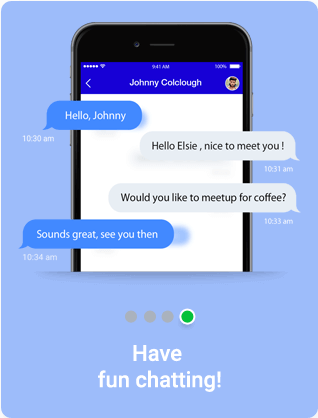 9:41 AM
100%
Johnny Colclough
Hello, Johnny
10:30 am
Hello Elsie , nice to meet you !
10:31 am
Would you like to meetup for coffee?
10:33 am
Sounds great, see you then
10:34 am
Have
fun chatting!